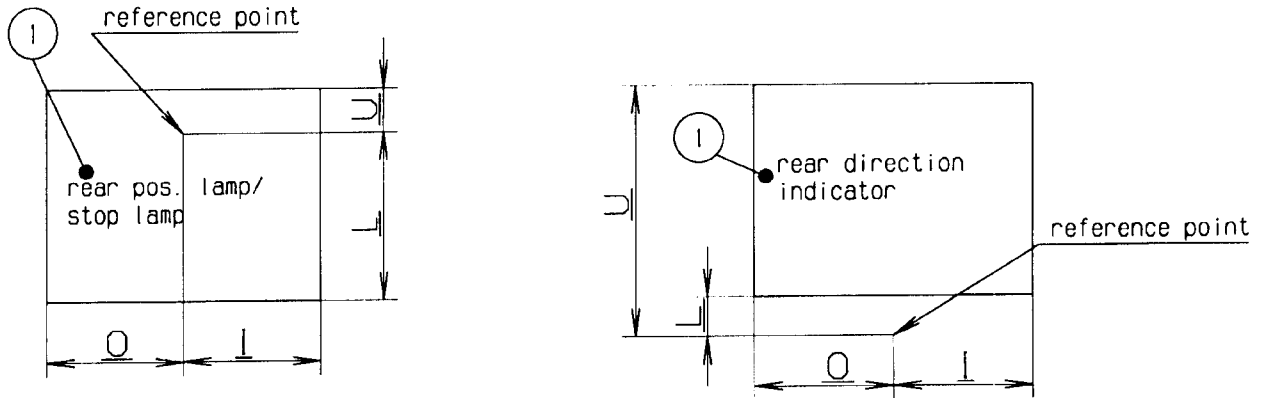 1
reference point
U
rear pos. lamp/
stop lamp
L
O
I
1
rear direction
indicator
U
reference point
L
O
I